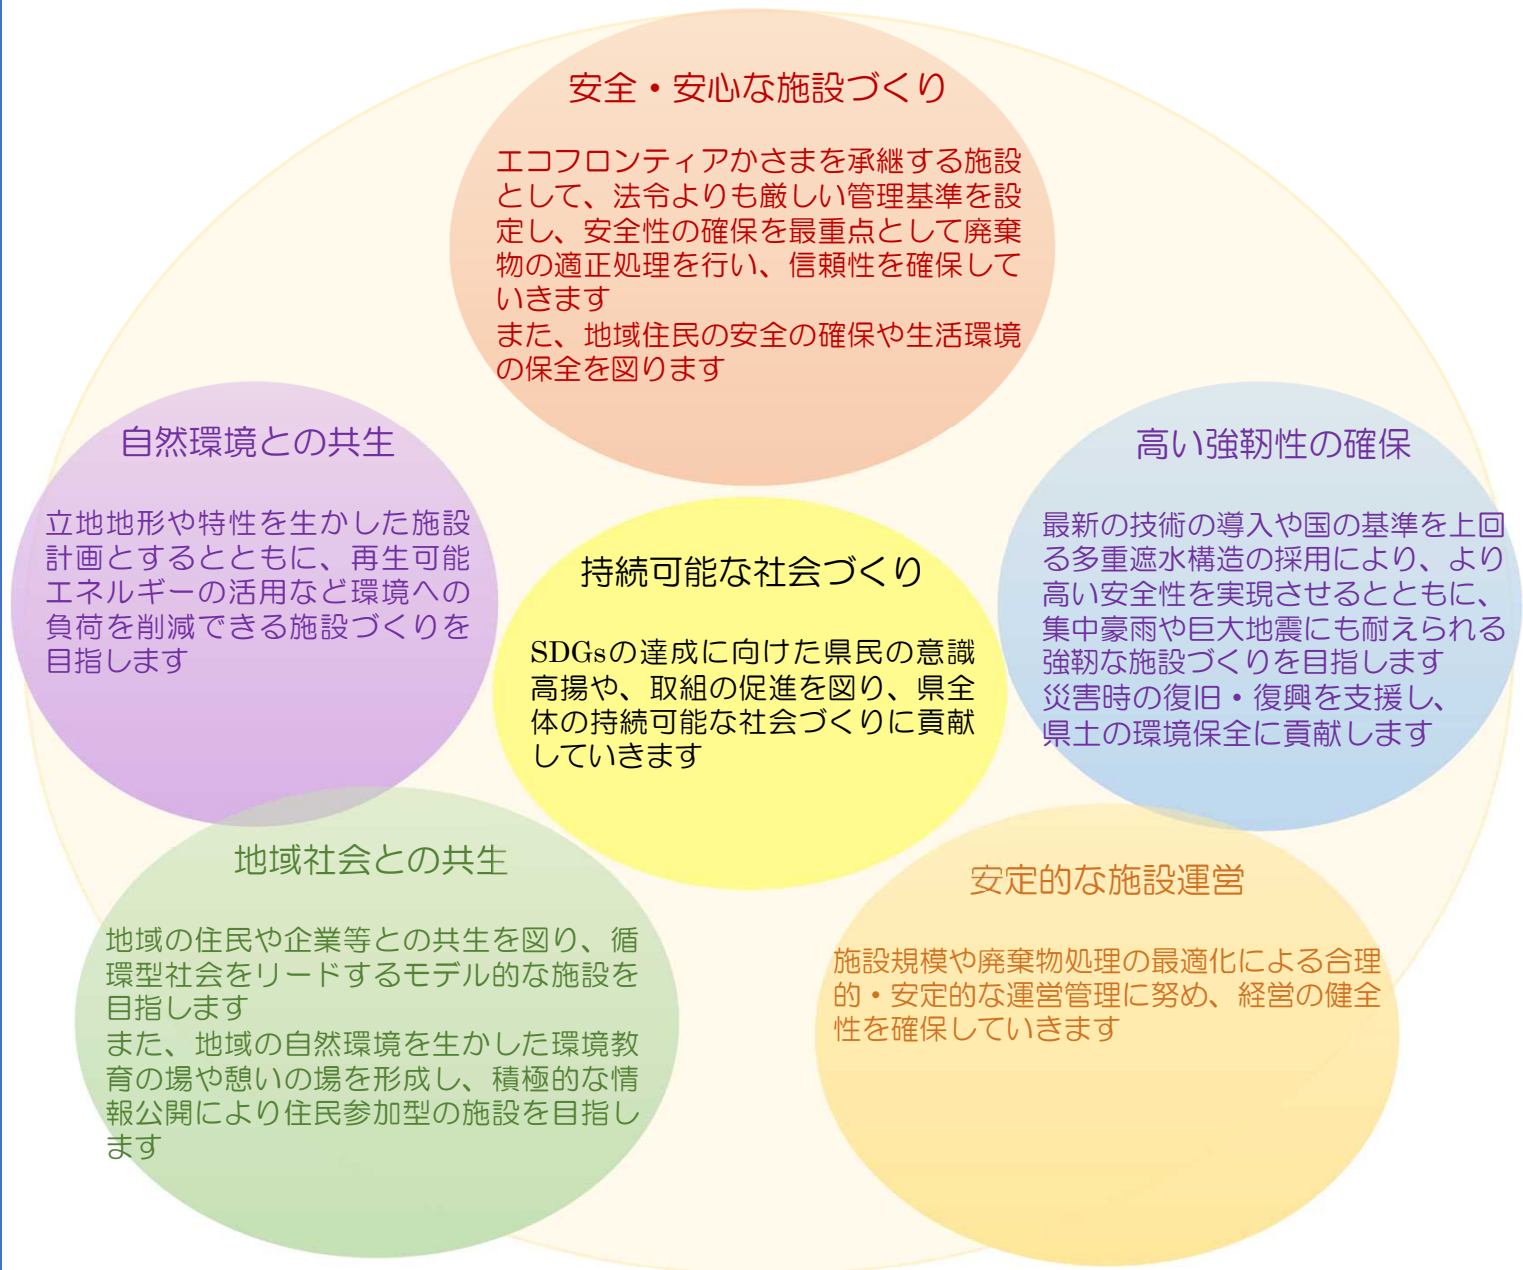 安全・安心な施設づくり
エコフロンティアかさまを承継する施設
として、法令よりも厳しい管理基準を設
定し、安全性の確保を最重点として廃棄
物の適正処理を行い、信頼性を確保して
いきます
また、地域住民の安全の確保や生活環境
の保全を図ります
自然環境との共生
立地地形や特性を生かした施設
計画とするとともに、再生可能
エネルギーの活用など環境への
負荷を削減できる施設づくりを
目指します
高い強靭性の確保
最新の技術の導入や国の基準を上回
る多重遮水構造の採用により、より
高い安全性を実現させるとともに、
集中豪雨や巨大地震にも耐えられる
強靭な施設づくりを目指します
災害時の復旧・復興を支援し、
県土の環境保全に貢献します
持続可能な社会づくり
SDGsの達成に向けた県民の意識
高揚や、取組の促進を図り、県全
体の持続可能な社会づくりに貢献
していきます
地域社会との共生
地域の住民や企業等との共生を図り、循
環型社会をリードするモデル的な施設を
目指します
また、地域の自然環境を生かした環境教
育の場や憩いの場を形成し、積極的な情
報公開により住民参加型の施設を目指し
ます
安定的な施設運営
施設規模や廃棄物処理の最適化による合理
的・安定的な運営管理に努め、経営の健全
性を確保していきます